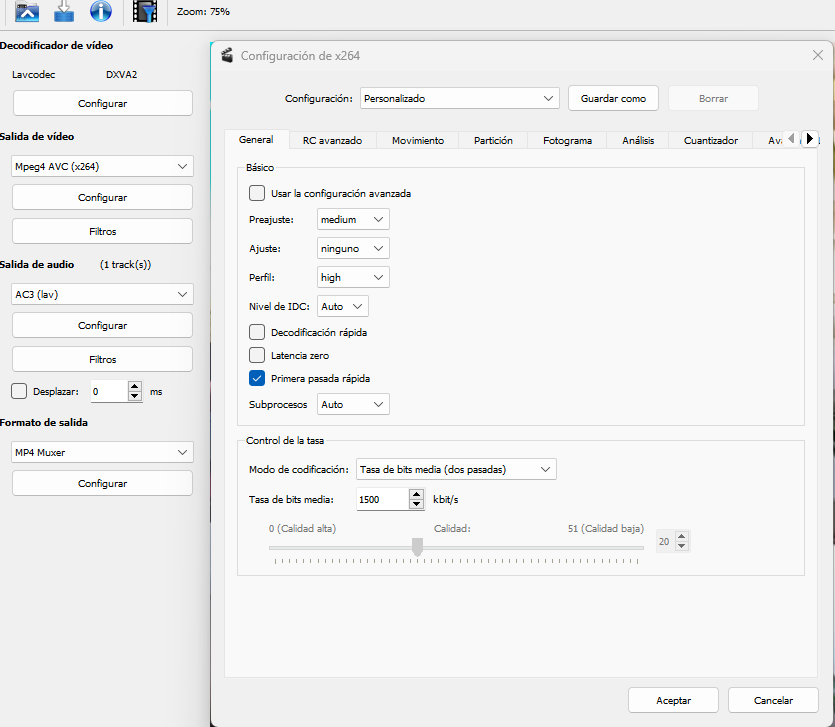 Zoom: 75%
Decodificador de vídeo
Lavcodec DXVA2
Configurar
Salida de vídeo
Mpeg4 AVC (x264)
Configurar
Filtros
Salida de audio (1 track(s))
AC3 (lav)
Configurar
Filtros
Desplazar: 0 ms
Formato de salida
MP4 Muxer
Configurar
Configuración de x264
Configuración: Personalizado Guardar como Borrar
General RC avanzado Movimiento Partición Fotograma Análisis Cuantizador
Básico
Usar la configuración avanzada
Preajuste: medium
Ajuste: ninguno
Perfil: high
Nivel de IDC: Auto
Decodificación rápida
Latencia zero
Primera pasada rápida
Subprocesos Auto
Control de la tasa
Modo de codificación: Tasa de bits media (dos pasadas)
Tasa de bits media: 1500 kbit/s
0 (Calidad alta) Calidad: 51 (Calidad baja)
20
Aceptar Cancelar